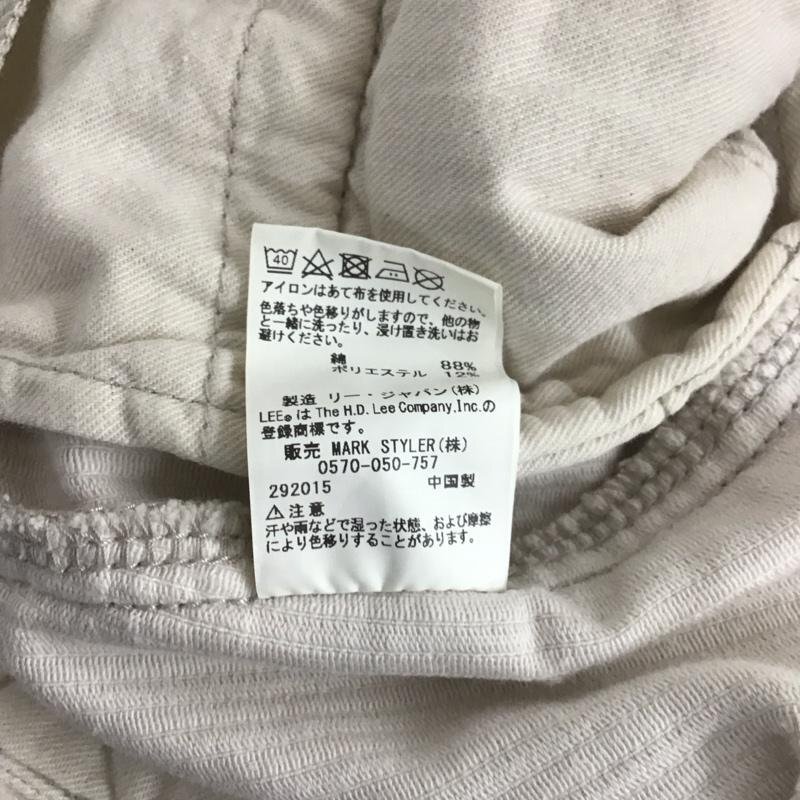 40
アイロンはあて布を使用してください。
色落ちや色移りがしますので、他の物
と一緒に洗ったり、浸け置き洗いはお
避けください。
綿 88%
ポリエステル 12%
製造 リー・ジャパン(株)
LEE®は The H.D. Lee Company, Inc.の
登録商標です。
販売 MARK STYLER(株)
0570-050-757
292015 中国製
⚠注意
汗や雨などで湿った状態、および摩擦
により色移りすることがあります。